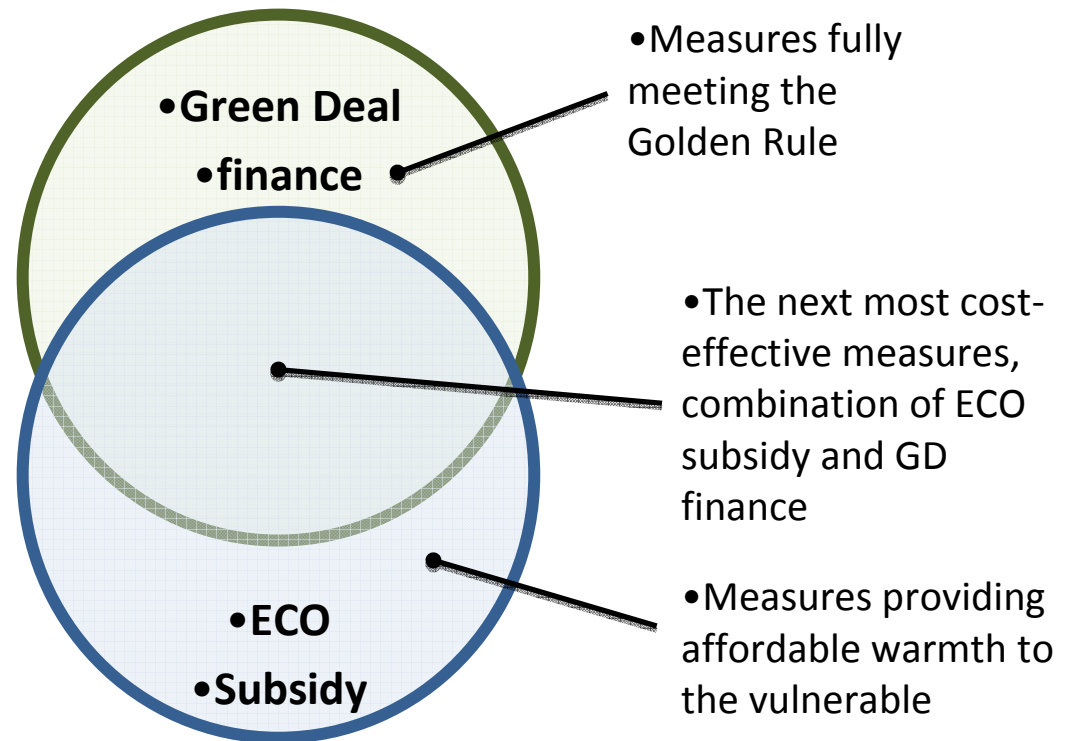 •Green Deal
•finance
•Measures fully
meeting the
Golden Rule
•The next most cost-
effective measures,
combination of ECO
subsidy and GD
finance
•ECO
•Subsidy
•Measures providing
affordable warmth to
the vulnerable